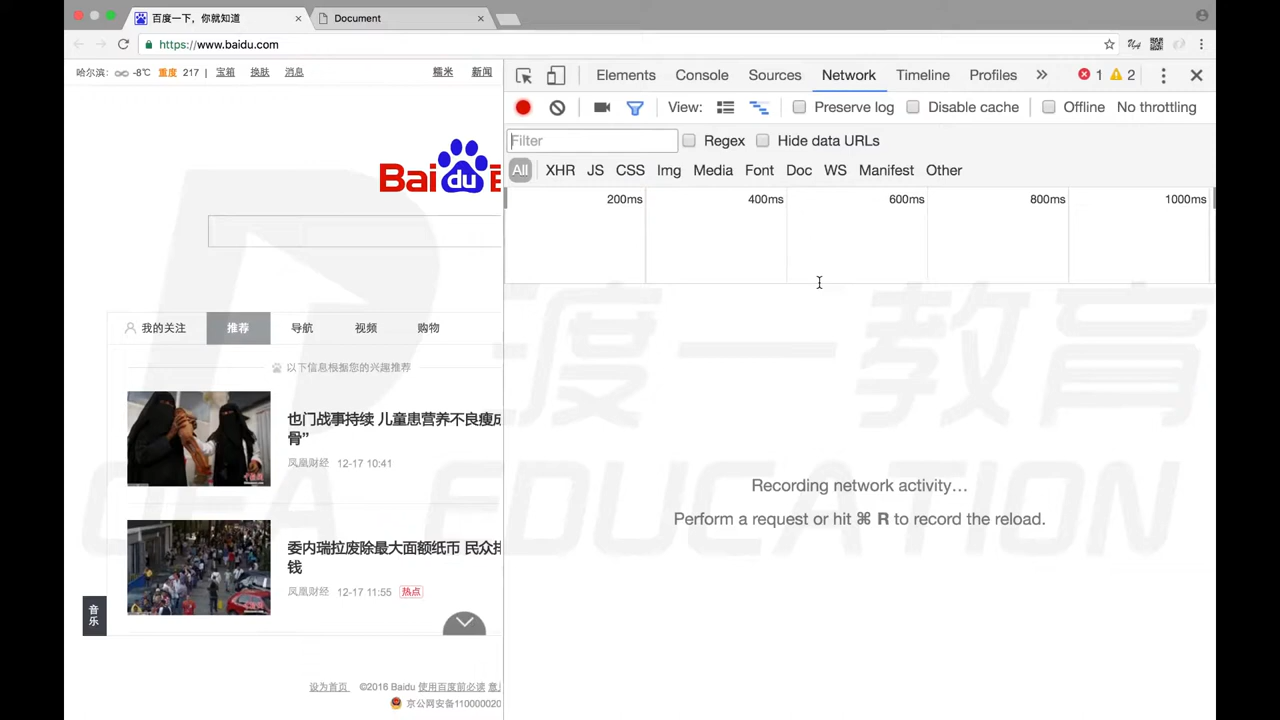 百度一下，你就知道
Document
https://www.baidu.com
哈尔滨： -8℃ 重度 217 | 宝箱 换肤 消息 糯米 新闻
Bai du
我的关注 推荐 导航 视频 购物
以下信息根据您的兴趣推荐
也门战事持续 儿童患营养不良瘦成
骨”
凤凰财经 12-17 10:41
委内瑞拉废除最大面额纸币 民众
钱
凤凰财经 12-17 11:55 热点
音乐
设为首页 ©2016 Baidu 使用百度前必读 意
京公网安备11000002
Elements Console Sources Network Timeline Profiles » 1 2
View: Preserve log Disable cache Offline No throttling
Filter Regex Hide data URLs
All XHR JS CSS Img Media Font Doc WS Manifest Other
200ms 400ms 600ms 800ms 1000ms
Recording network activity…
Perform a request or hit ⌘ R to record the reload.
度一教育
EDUCATION